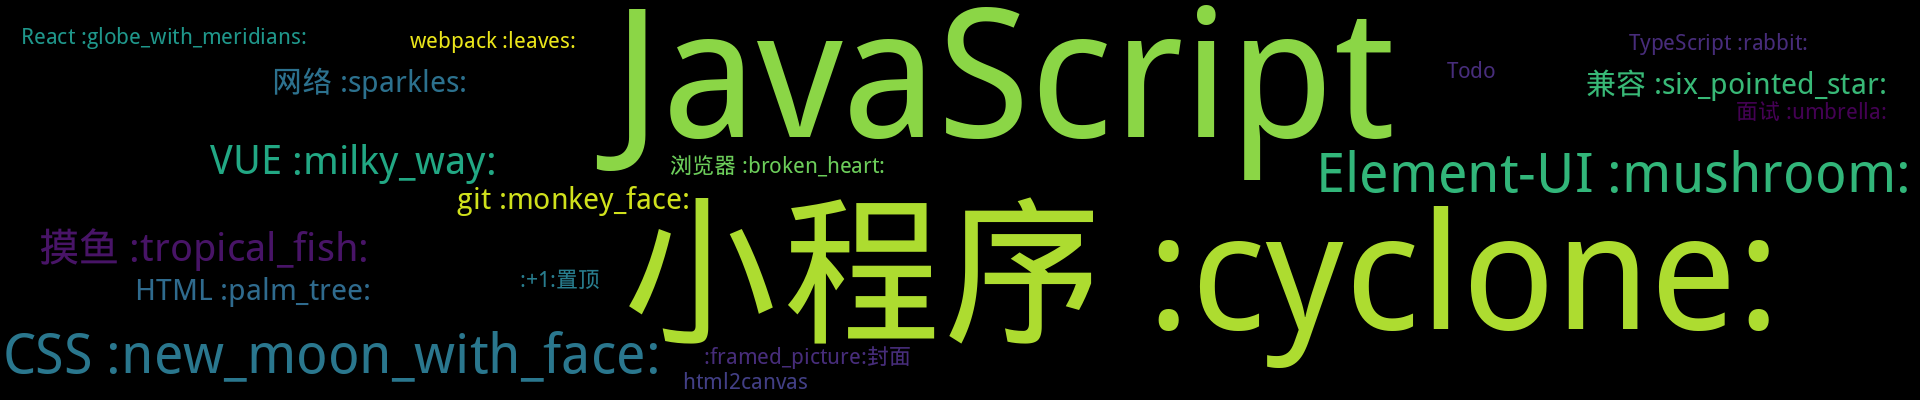 React :globe_with_meridians:
webpack :leaves:
JavaScript
TypeScript :rabbit:
Todo
网络 :sparkles:
兼容 :six_pointed_star:
面试 :umbrella:
VUE :milky_way:
浏览器 :broken_heart:
Element-UI :mushroom:
git :monkey_face:
小程序 :cyclone:
摸鱼 :tropical_fish:
:+1:置顶
HTML :palm_tree:
CSS :new_moon_with_face:
:framed_picture:封面
html2canvas